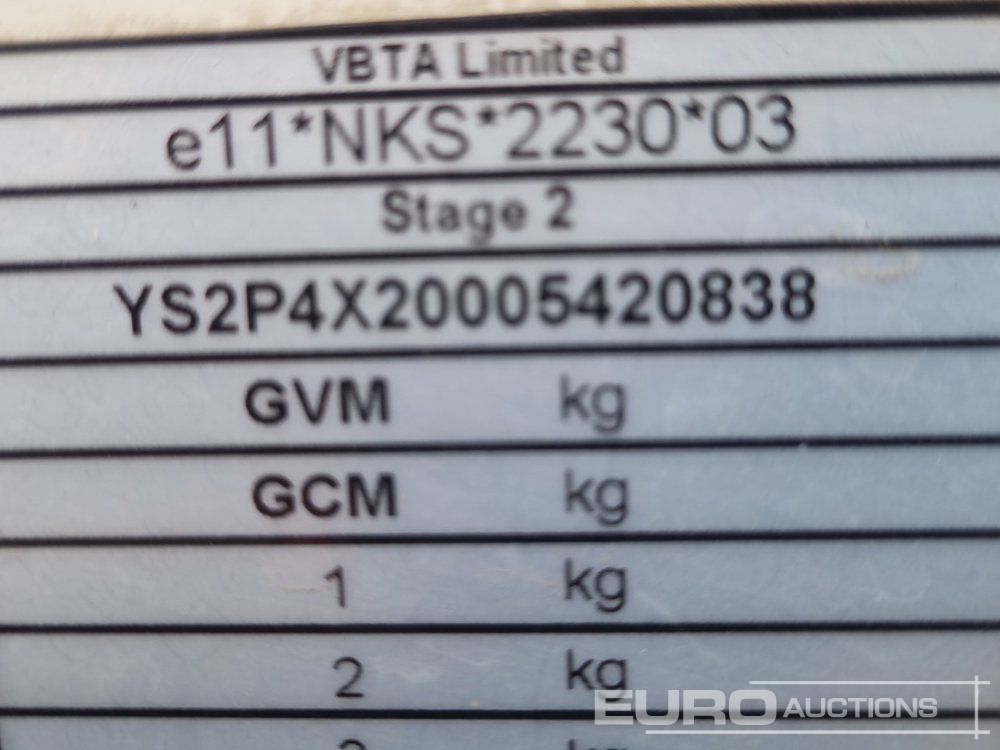 VBTA Limited
e11*NKS*2230*03
Stage 2
YS2P4X20005420838
GVM kg
GCM kg
1 kg
2 kg
EURO AUCTIONS